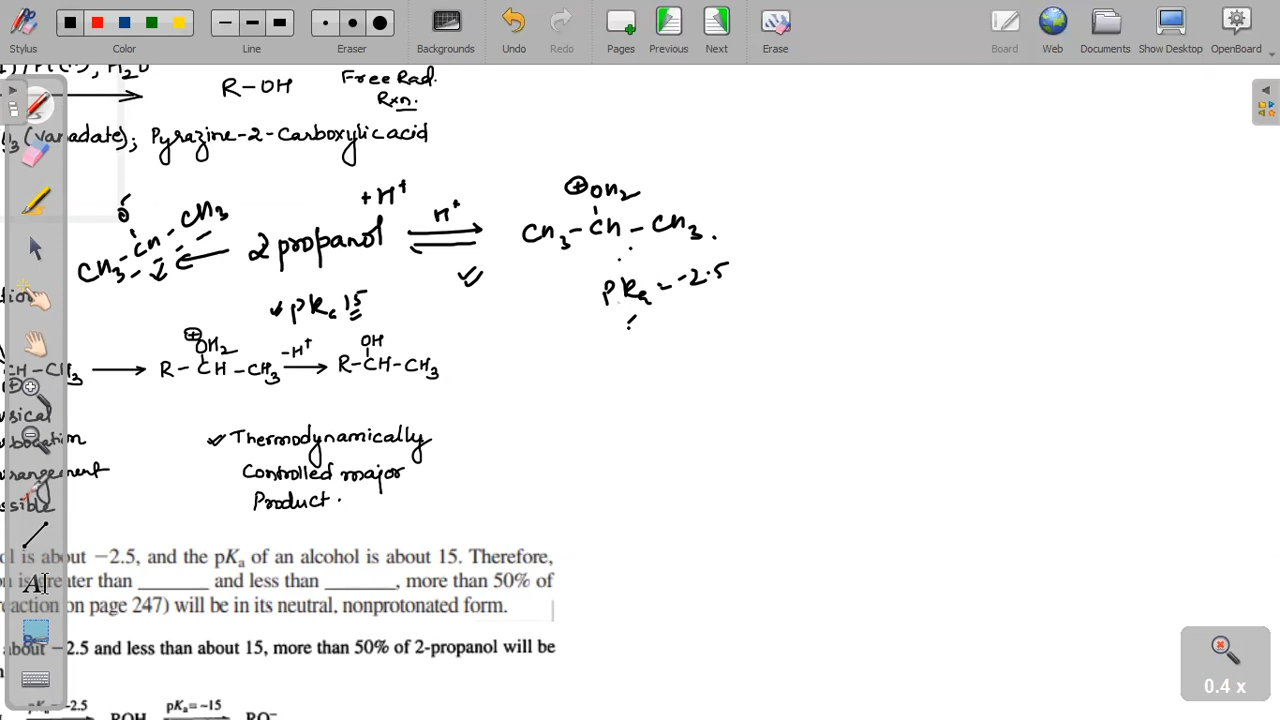 Stylus
Color
Line
Eraser
Backgrounds
Undo
Redo
Pages
Previous
Next
Erase
Board
Web
Documents
Show Desktop
OpenBoard
R-OH
Free Rad.
Rxn.
(vanadate); Pyrazine-2-Carboxylic acid
+H⁺
⊕OH₂
CH₃
CH
CH₃
2 propanol
H⁺
CH₃-CH-CH₃.
pKa 15
pKa = -2.5
⊕OH₂
R-CH-CH₃
-H⁺
OH
R-CH-CH₃
CH-CH₃
Thermodynamically
Controlled major
Product.
ol is about −2.5, and the pKa of an alcohol is about 15. Therefore,
on is greater than ________ and less than ________, more than 50% of
reaction on page 247) will be in its neutral, nonprotonated form.
about −2.5 and less than about 15, more than 50% of 2-propanol will be
pKa=~-2.5
pKa=~15
ROH
RO⁻
0.4 x